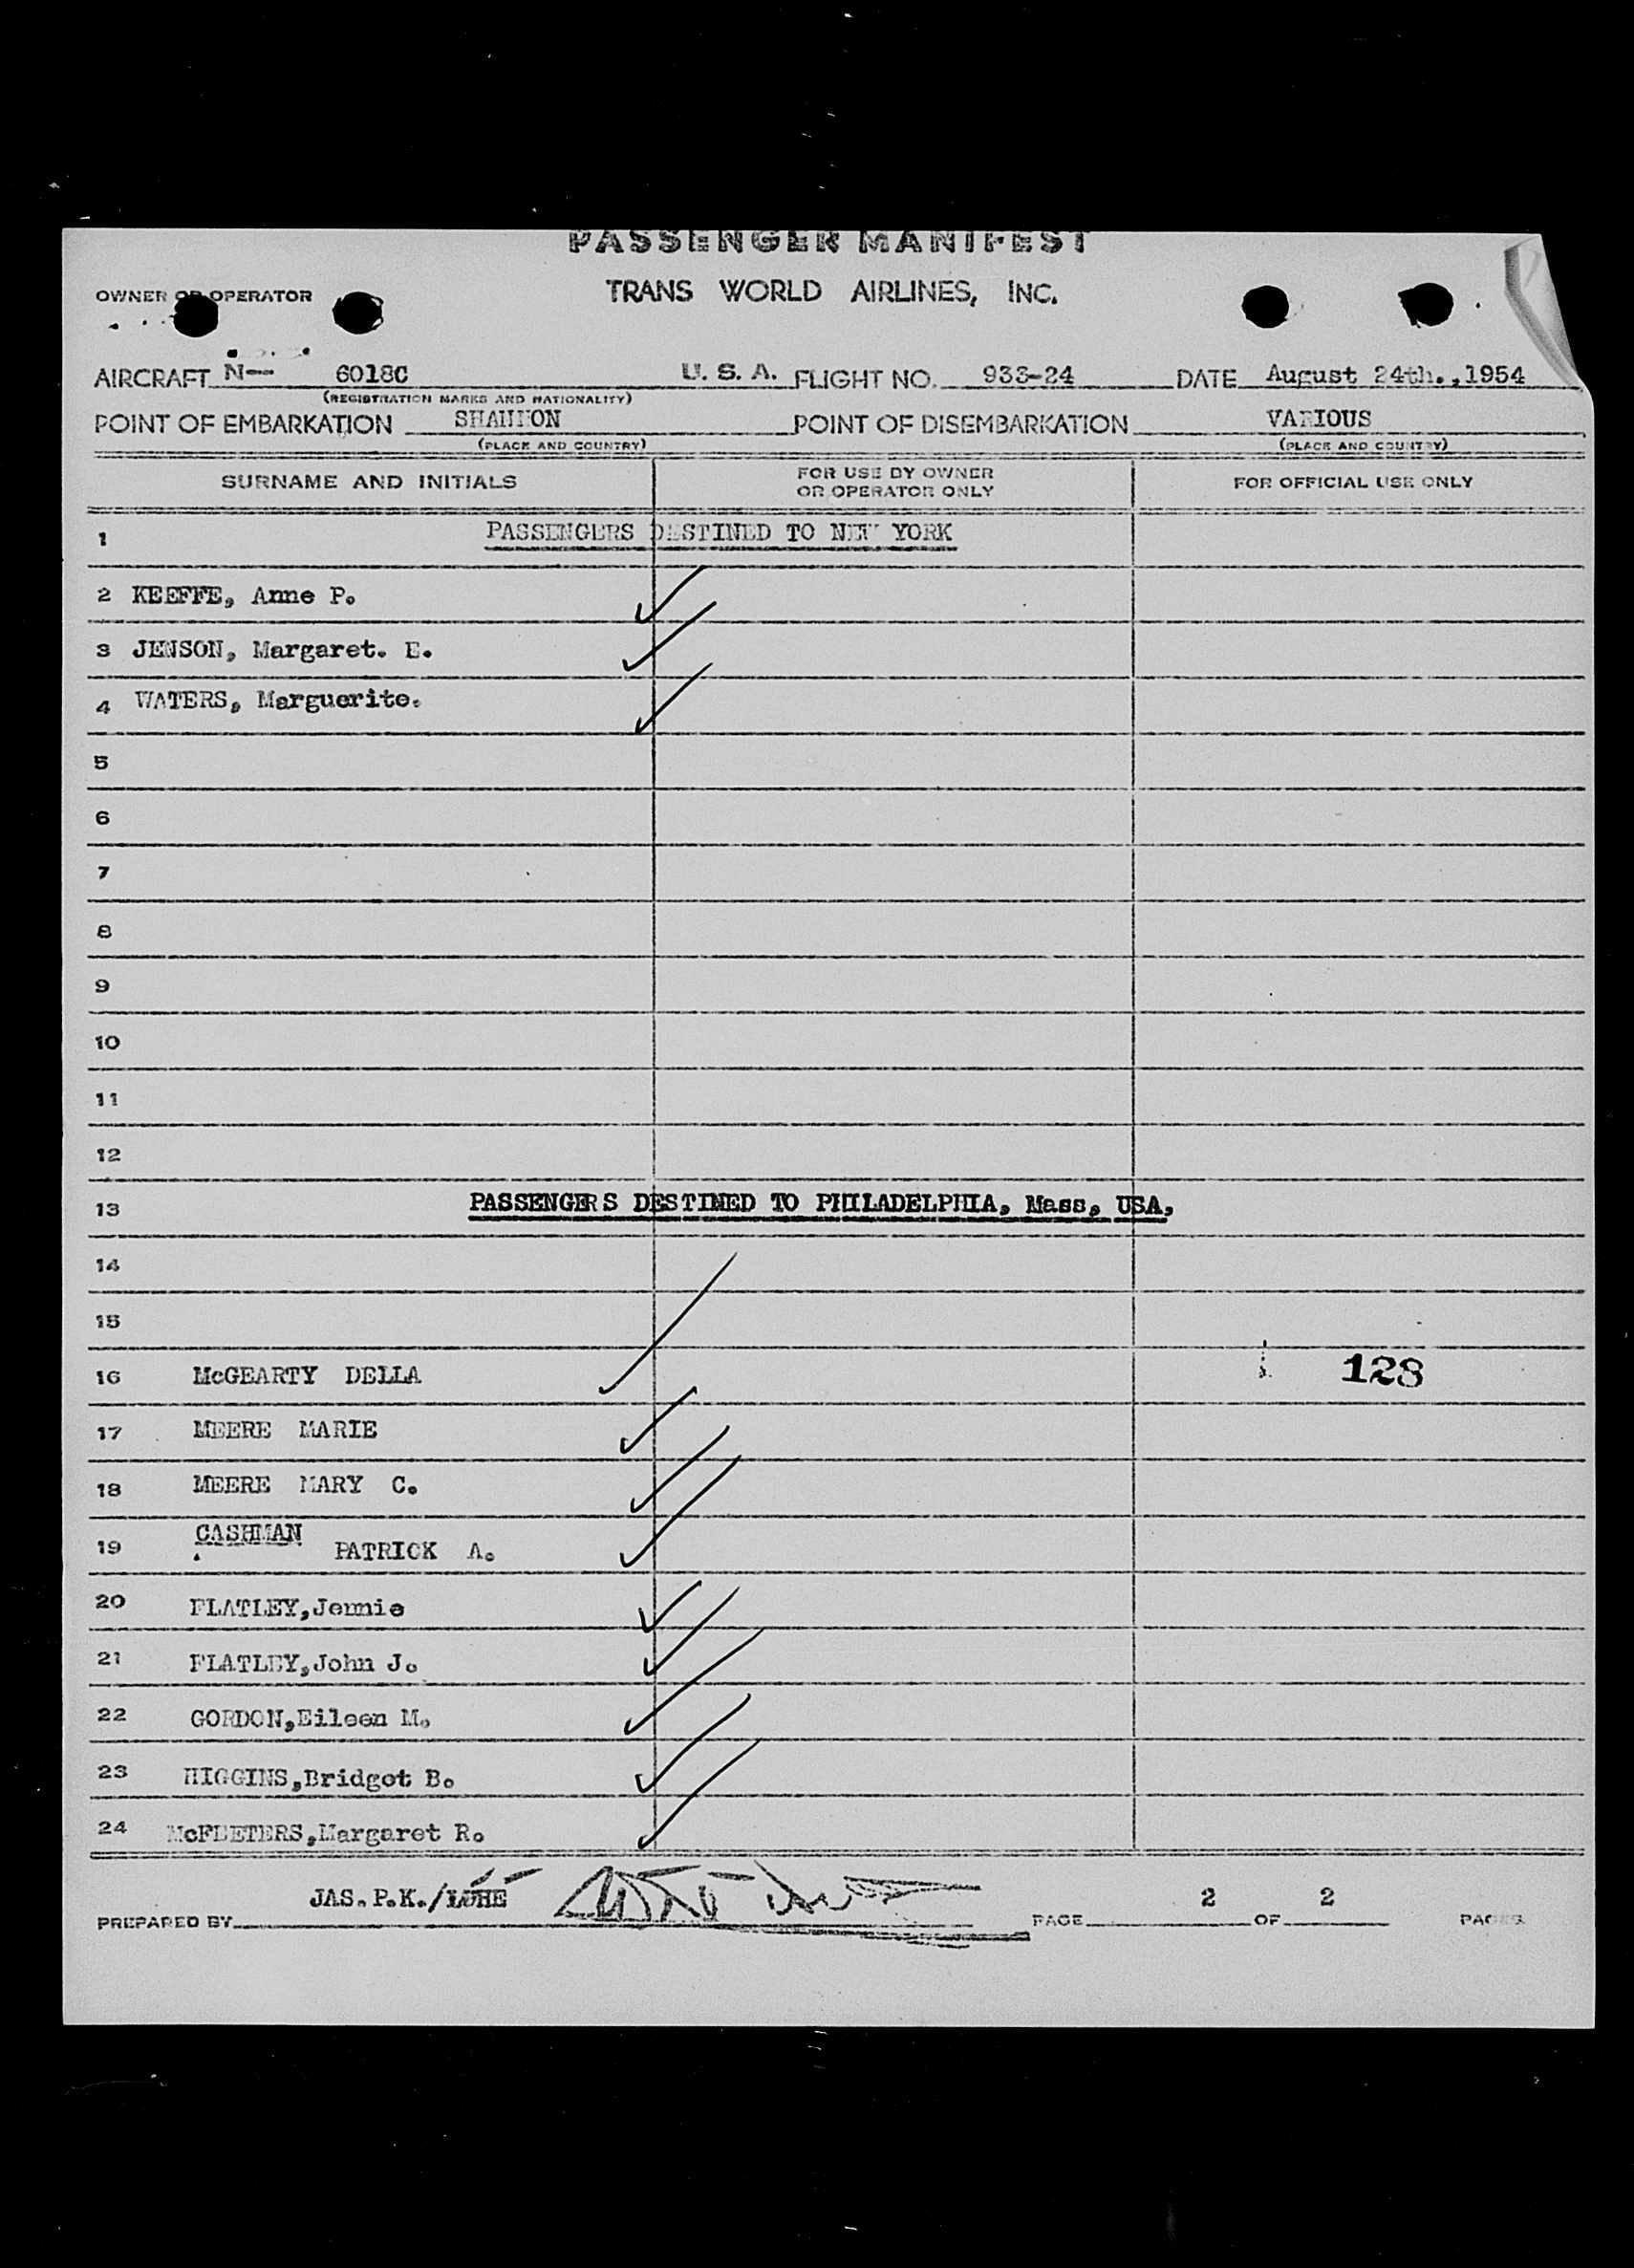 PASSENGER MANIFEST
OWNER OR OPERATOR TRANS WORLD AIRLINES, INC.
AIRCRAFT N— 6018C U. S. A. FLIGHT NO. 933-24 DATE August 24th.,1954
(REGISTRATION MARKS AND NATIONALITY)
POINT OF EMBARKATION SHANNON POINT OF DISEMBARKATION VARIOUS
(PLACE AND COUNTRY) (PLACE AND COUNTRY)
SURNAME AND INITIALS FOR USE BY OWNER OR OPERATOR ONLY FOR OFFICIAL USE ONLY
1 PASSENGERS DESTINED TO NEW YORK
2 KEEFFE, Anne P.
3 JENSON, Margaret. E.
4 WATERS, Marguerite.
5
6
7
8
9
10
11
12
13 PASSENGERS DESTINED TO PHILADELPHIA, Mass, USA,
14
15
16 McGEARTY DELLA 128
17 MEERE MARIE
18 MEERE MARY C.
19 CASHMAN PATRICK A.
20 FLATLEY,Jennie
21 FLATLEY,John J.
22 GORDON,Eileen M.
23 HIGGINS,Bridget B.
24 McFEETERS,Margaret R.
PREPARED BY JAS.P.K./LUHE PAGE 2 OF 2 PAGES